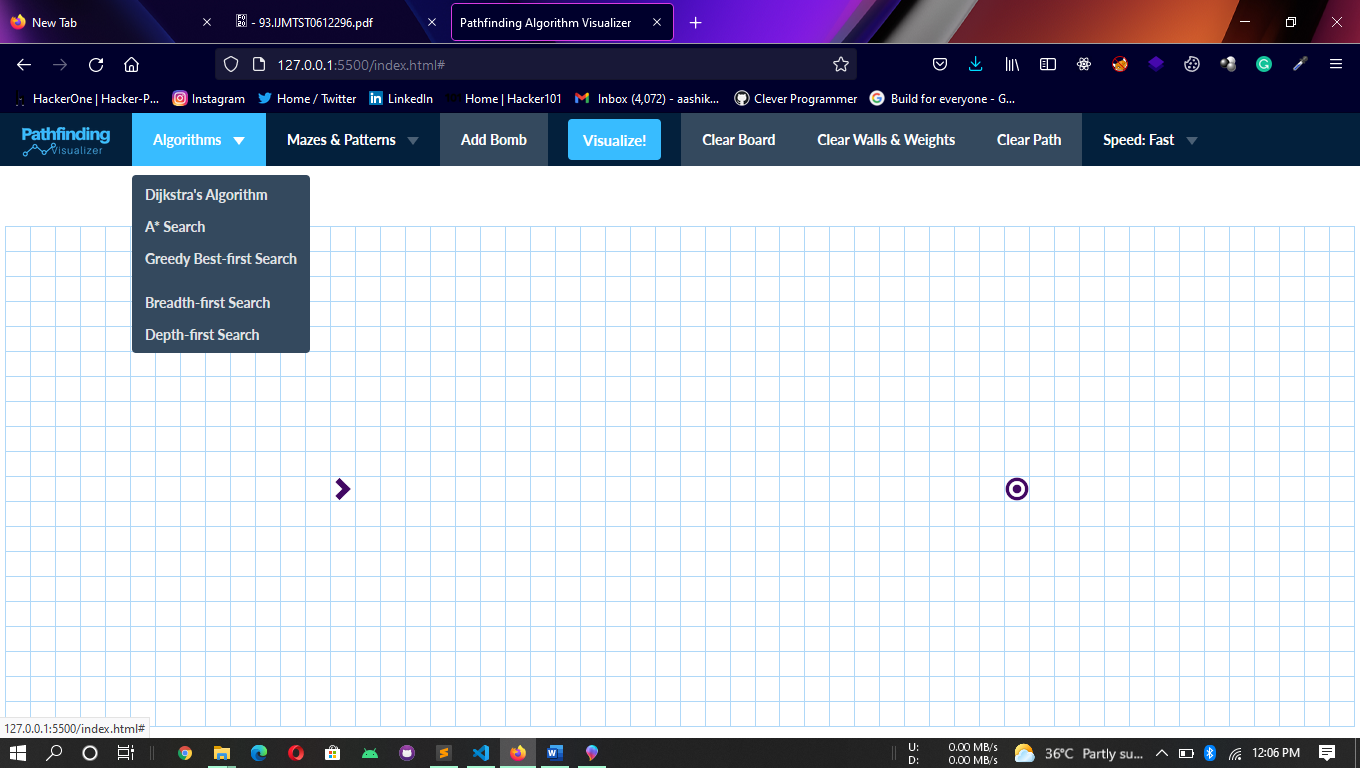 New Tab
- 93.IJMTST0612296.pdf
Pathfinding Algorithm Visualizer
127.0.0.1:5500/index.html#
HackerOne | Hacker-P...
Instagram
Home / Twitter
LinkedIn
Home | Hacker101
Inbox (4,072) - aashik...
Clever Programmer
Build for everyone - G...
Pathfinding
Visualizer
Algorithms
Mazes & Patterns
Add Bomb
Visualize!
Clear Board
Clear Walls & Weights
Clear Path
Speed: Fast
Dijkstra's Algorithm
A* Search
Greedy Best-first Search
Breadth-first Search
Depth-first Search
127.0.0.1:5500/index.html#
U: 0.00 MB/s
D: 0.00 MB/s
36°C Partly su...
12:06 PM